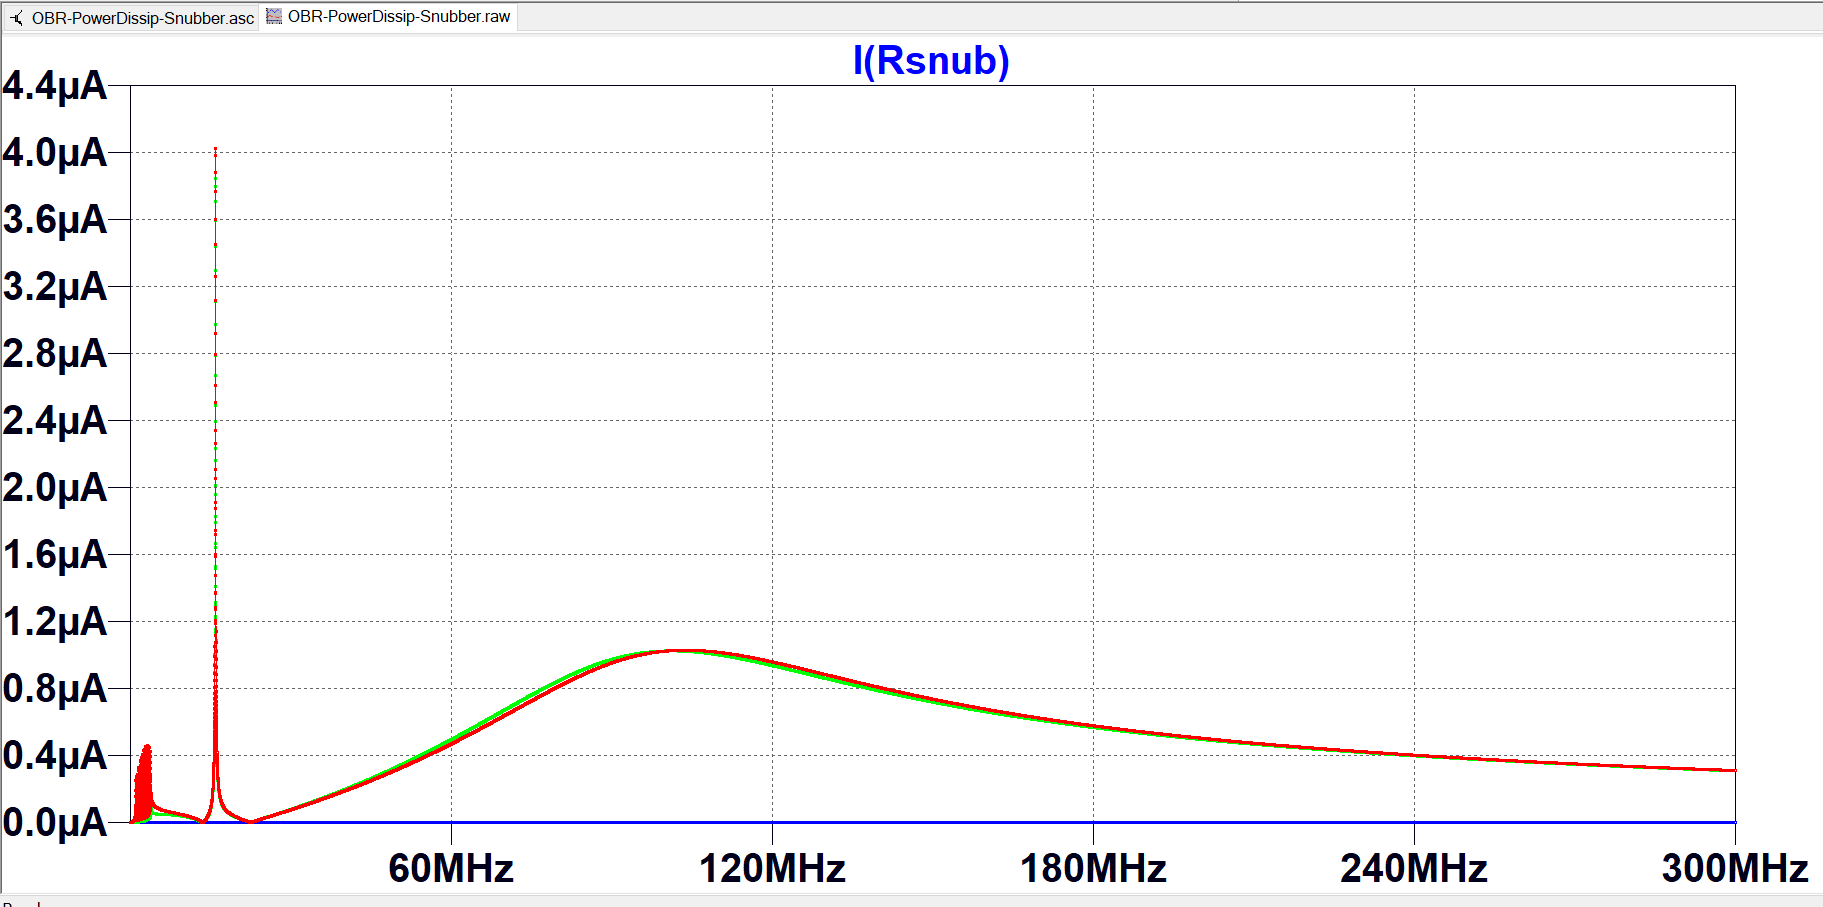 OBR-PowerDissip-Snubber.asc
OBR-PowerDissip-Snubber.raw
I(Rsnub)
4.4µA
4.0µA
3.6µA
3.2µA
2.8µA
2.4µA
2.0µA
1.6µA
1.2µA
0.8µA
0.4µA
0.0µA
60MHz 120MHz 180MHz 240MHz 300MHz